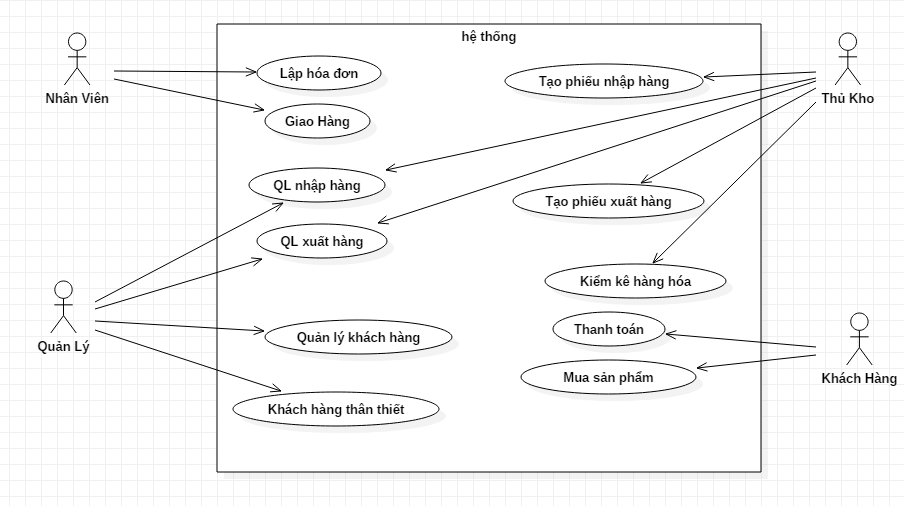 hệ thống
Nhân Viên
Lập hóa đơn
Giao Hàng
QL nhập hàng
QL xuất hàng
Quản Lý
Quản lý khách hàng
Khách hàng thân thiết
Tạo phiếu nhập hàng
Thủ Kho
Tạo phiếu xuất hàng
Kiểm kê hàng hóa
Thanh toán
Mua sản phẩm
Khách Hàng